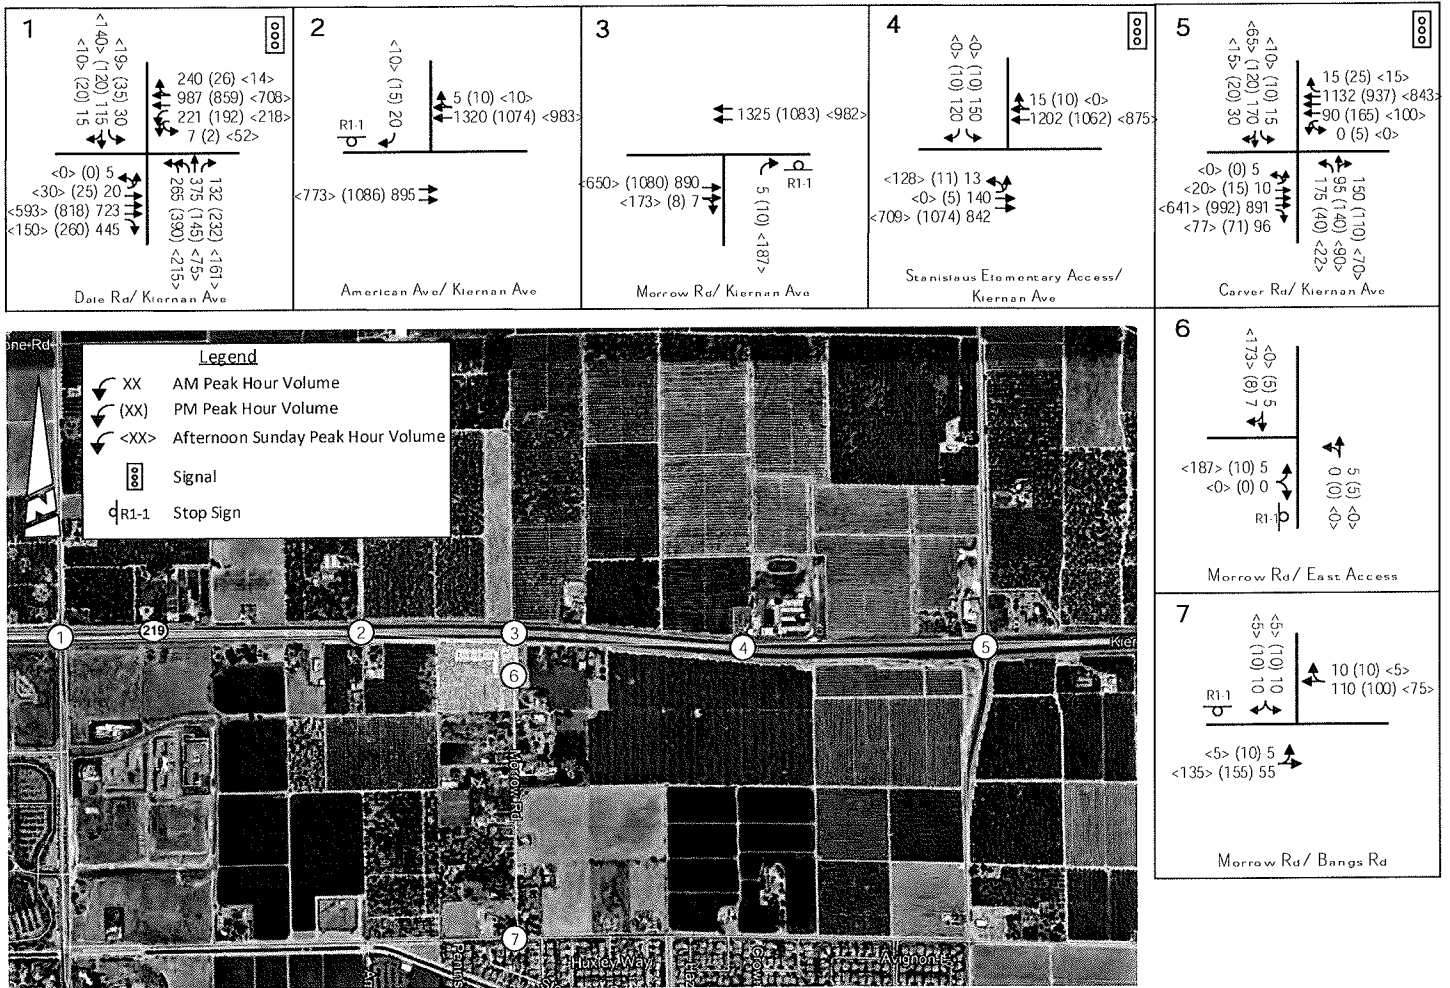 1
<10> (20) 15
<140> (120) 115
<19> (35) 30
240 (26) <14>
987 (859) <708>
221 (192) <218>
7 (2) <52>
<0> (0) 5
<30> (25) 20
<593> (818) 723
<150> (260) 445
265 (390) <215>
375 (145) <75>
132 (232) <161>
Dale Rd/ Kiernan Ave
2
<10> (15) 20
R1-1
5 (10) <10>
1320 (1074) <983>
<773> (1086) 895
American Ave/ Kiernan Ave
3
1325 (1083) <982>
<650> (1080) 890
<173> (8) 7
5 (10) <187>
R1-1
Morrow Rd/ Kiernan Ave
4
<0> (10) 120
<0> (10) 150
15 (10) <0>
1202 (1062) <875>
<128> (11) 13
<0> (5) 140
<709> (1074) 842
Stanislaus Elementary Access/
Kiernan Ave
5
<15> (20) 30
<65> (120) 170
<10> (10) 15
15 (25) <15>
1132 (937) <843>
90 (165) <100>
0 (5) <0>
<0> (0) 5
<20> (15) 10
<641> (992) 891
<77> (71) 96
175 (40) <22>
95 (140) <90>
150 (110) <70>
Carver Rd/ Kiernan Ave
6
<173> (8) 7
<0> (5) 5
<187> (10) 5
<0> (0) 0
R1-1
0 (0) <0>
5 (5) <0>
Morrow Rd/ East Access
7
R1-1
<5> (10) 10
<5> (10) 10
10 (10) <5>
110 (100) <75>
<5> (10) 5
<135> (155) 55
Morrow Rd/ Bangs Rd
Legend
XX AM Peak Hour Volume
(XX) PM Peak Hour Volume
<XX> Afternoon Sunday Peak Hour Volume
Signal
R1-1 Stop Sign
1
219
2
3
4
5
6
Morrow Rd
7
Huxley Way